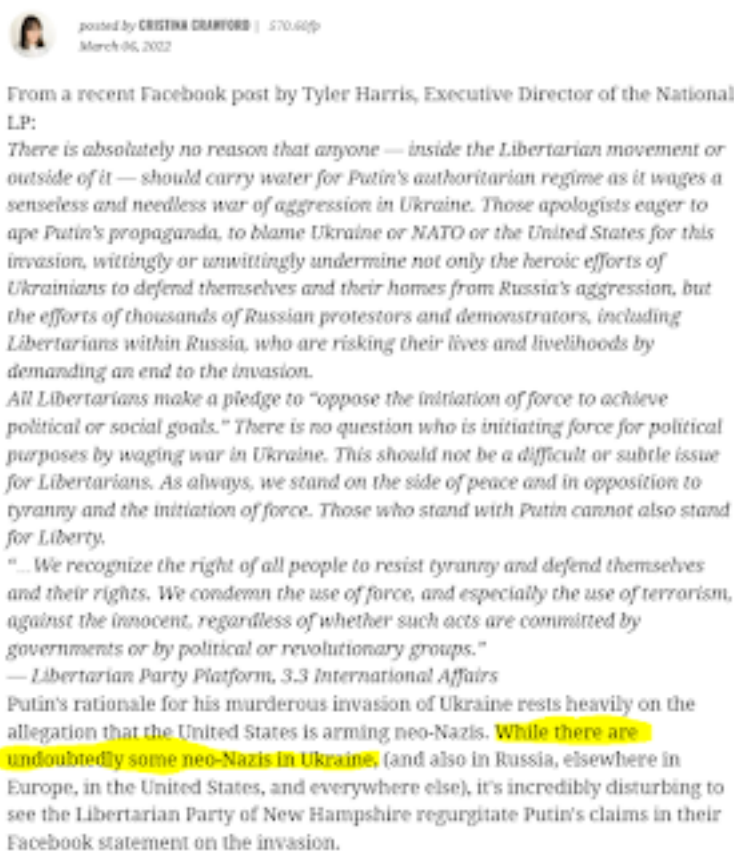 posted by CRISTINA CRAWFORD | 570.60fp
March 06, 2022
From a recent Facebook post by Tyler Harris, Executive Director of the National
LP:
There is absolutely no reason that anyone — inside the Libertarian movement or
outside of it — should carry water for Putin's authoritarian regime as it wages a
senseless and needless war of aggression in Ukraine. Those apologists eager to
ape Putin's propaganda, to blame Ukraine or NATO or the United States for this
invasion, wittingly or unwittingly undermine not only the heroic efforts of
Ukrainians to defend themselves and their homes from Russia's aggression, but
the efforts of thousands of Russian protestors and demonstrators, including
Libertarians within Russia, who are risking their lives and livelihoods by
demanding an end to the invasion.
All Libertarians make a pledge to “oppose the initiation of force to achieve
political or social goals.” There is no question who is initiating force for political
purposes by waging war in Ukraine. This should not be a difficult or subtle issue
for Libertarians. As always, we stand on the side of peace and in opposition to
tyranny and the initiation of force. Those who stand with Putin cannot also stand
for Liberty.
“…We recognize the right of all people to resist tyranny and defend themselves
and their rights. We condemn the use of force, and especially the use of terrorism,
against the innocent, regardless of whether such acts are committed by
governments or by political or revolutionary groups.”
— Libertarian Party Platform, 3.3 International Affairs
Putin's rationale for his murderous invasion of Ukraine rests heavily on the
allegation that the United States is arming neo-Nazis. While there are
undoubtedly some neo-Nazis in Ukraine, (and also in Russia, elsewhere in
Europe, in the United States, and everywhere else), it's incredibly disturbing to
see the Libertarian Party of New Hampshire regurgitate Putin's claims in their
Facebook statement on the invasion.